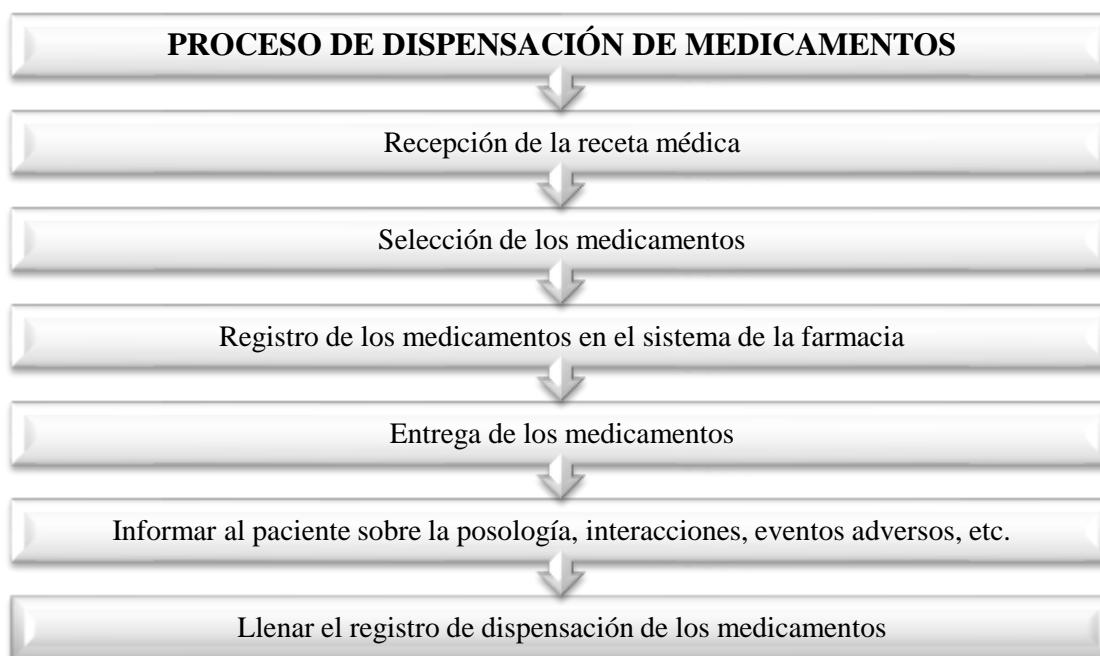 PROCESO DE DISPENSACIÓN DE MEDICAMENTOS
Recepción de la receta médica
Selección de los medicamentos
Registro de los medicamentos en el sistema de la farmacia
Entrega de los medicamentos
Informar al paciente sobre la posología, interacciones, eventos adversos, etc.
Llenar el registro de dispensación de los medicamentos